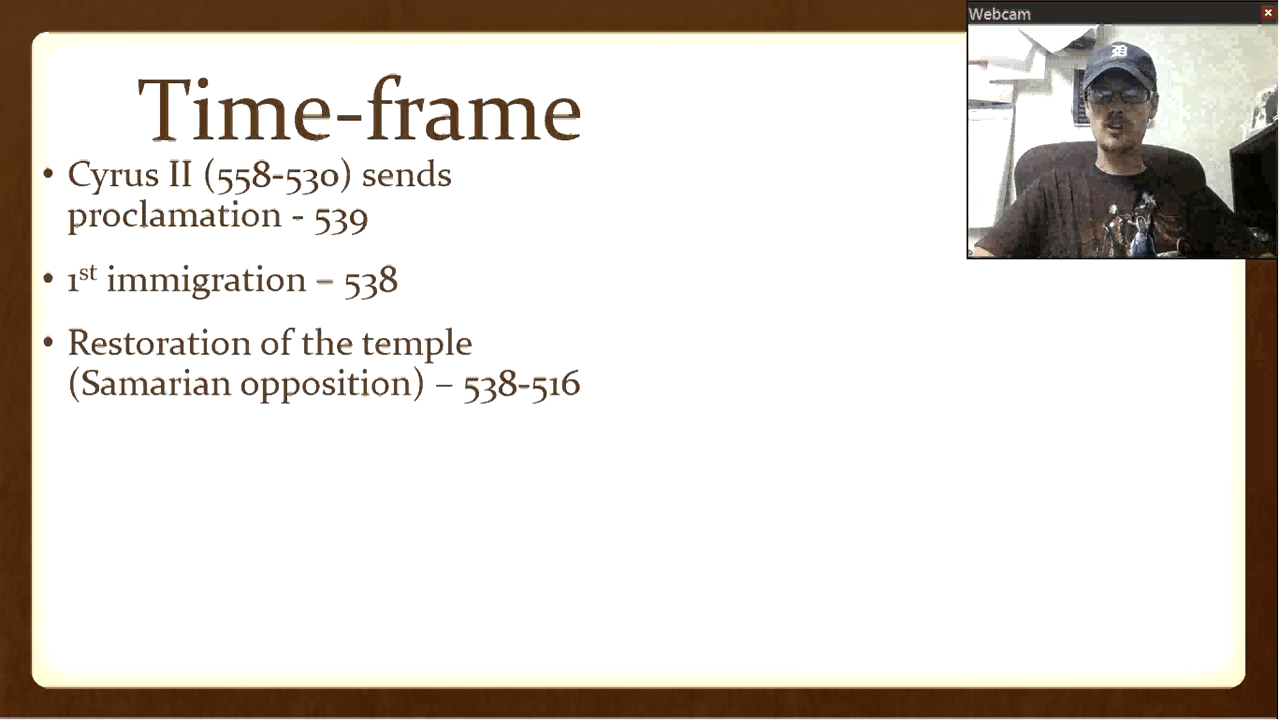 Webcam
Time-frame
• Cyrus II (558-530) sends
proclamation - 539
• 1st immigration – 538
• Restoration of the temple
(Samarian opposition) – 538-516